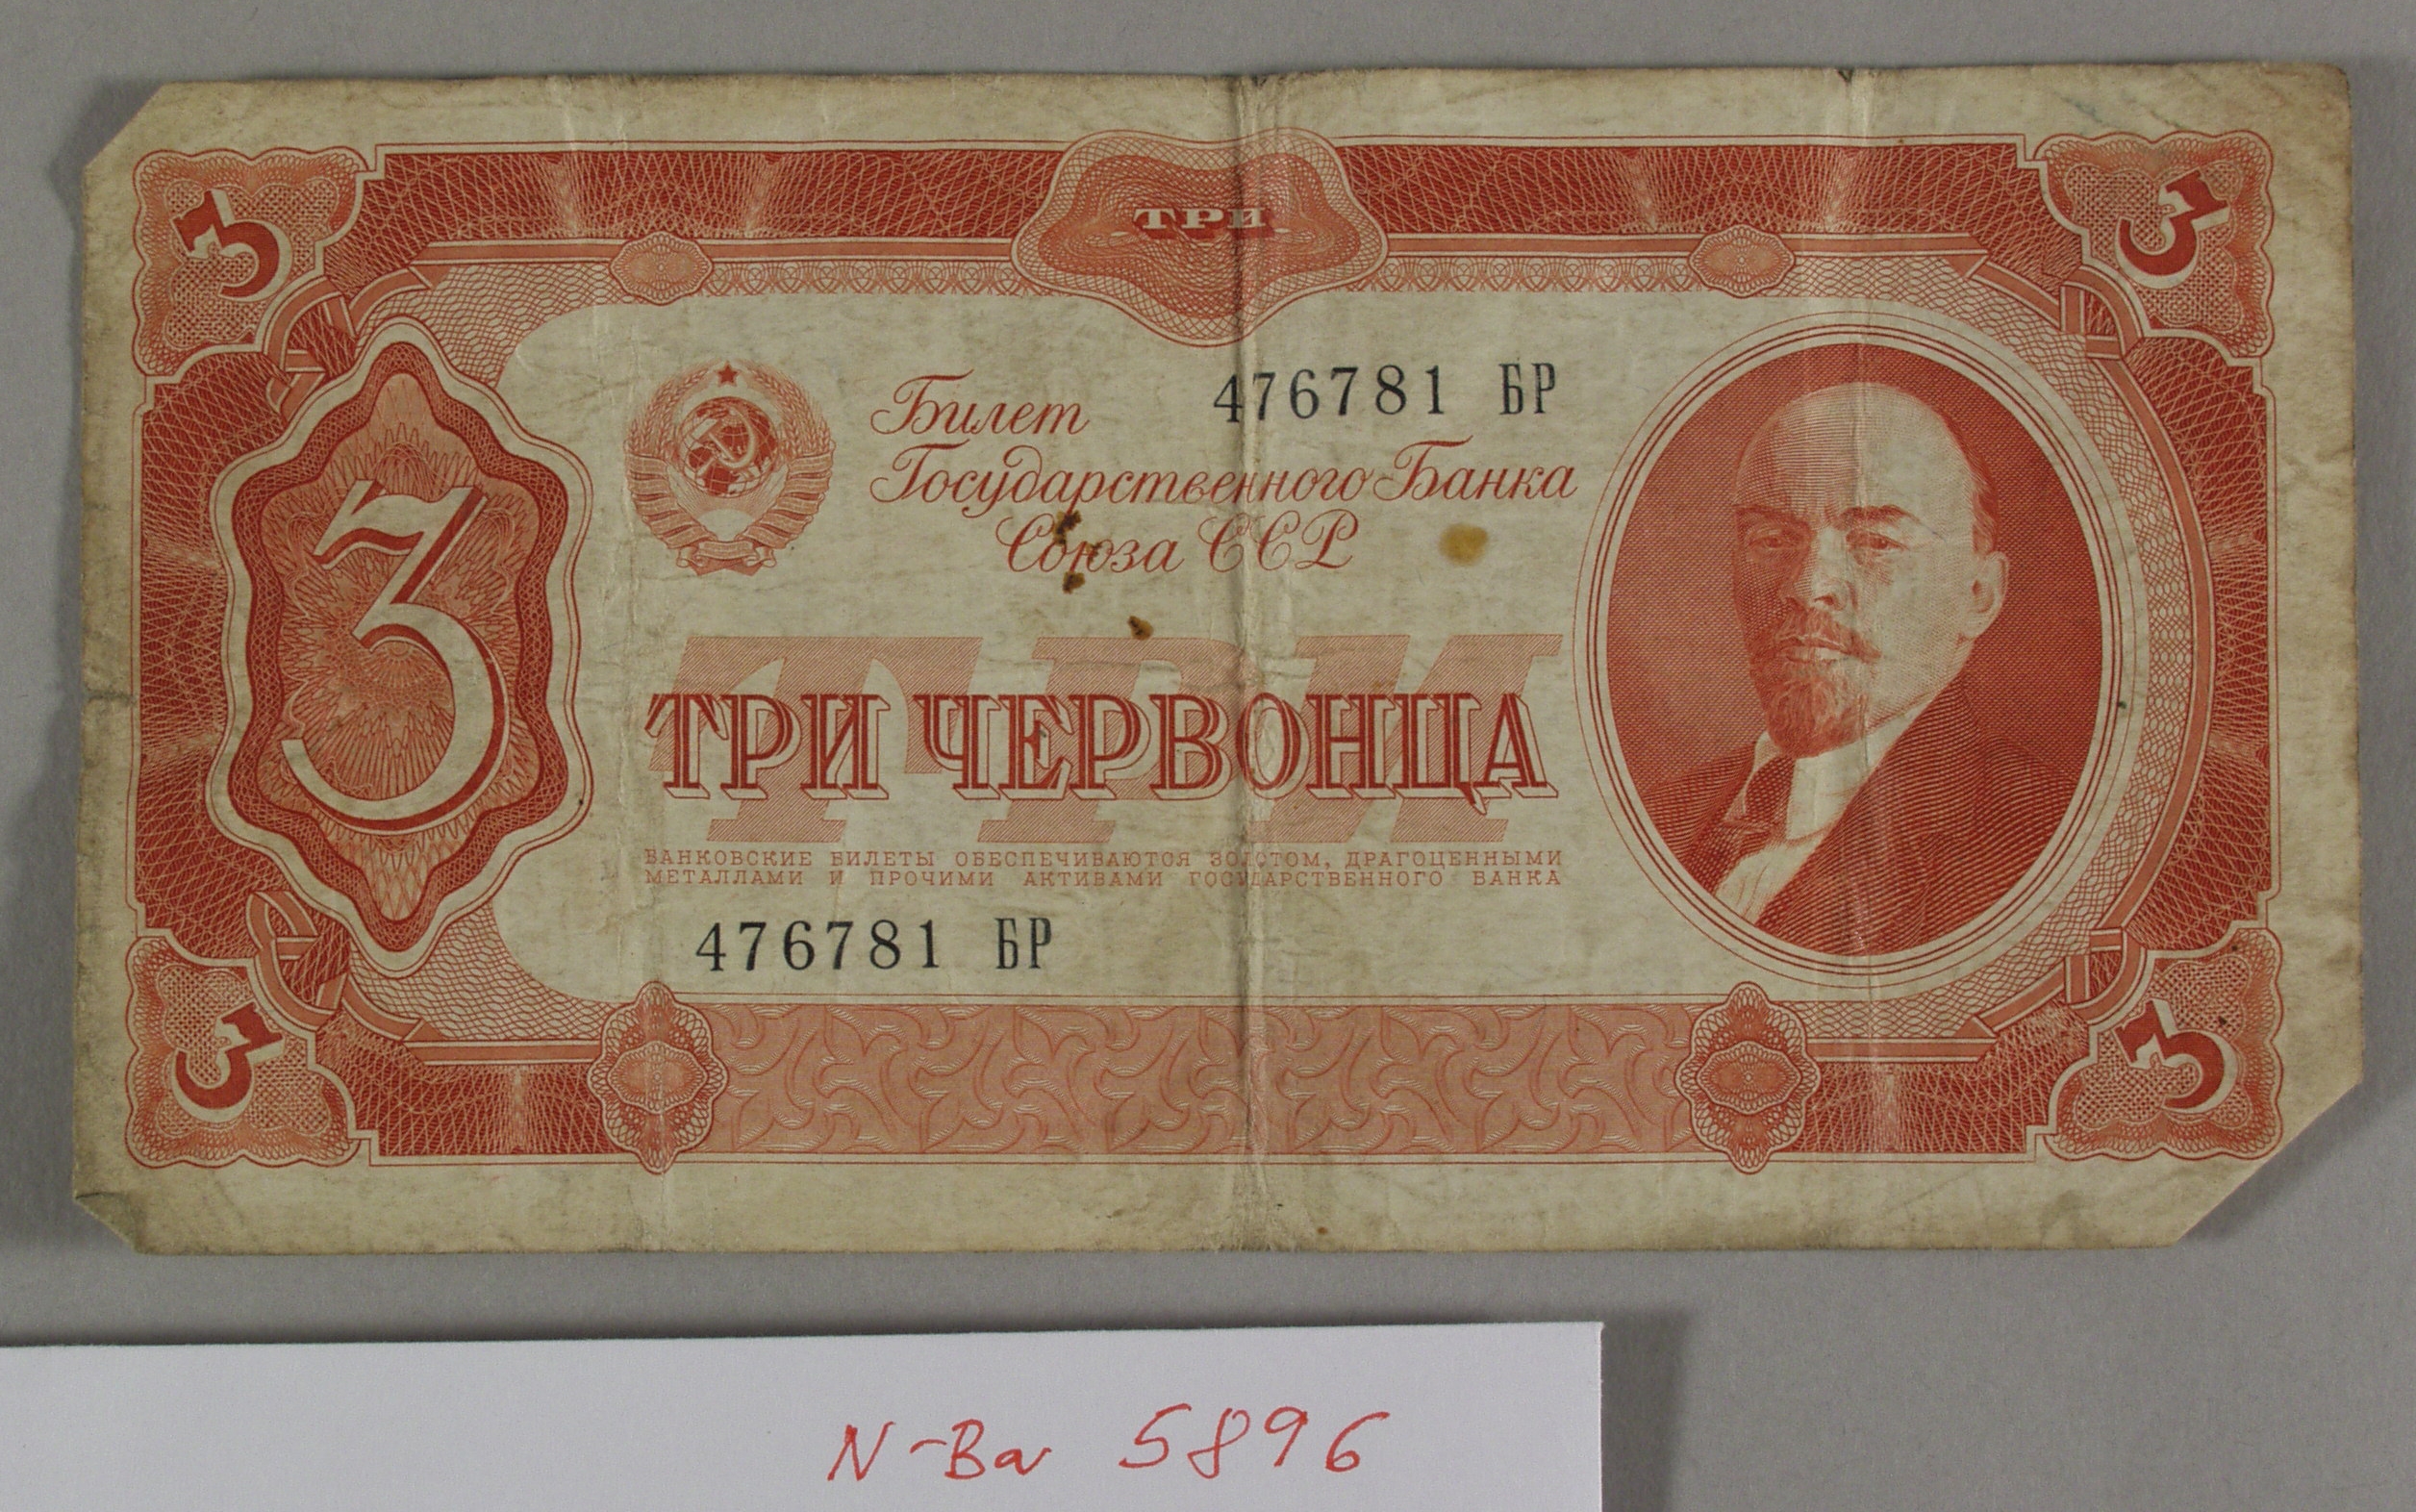 3 3
ТРИ
476781 БР
Билет
Государственного Банка
Союза ССР
3
ТРИ
ТРИ ЧЕРВОНЦА
БАНКОВСКИЕ БИЛЕТЫ ОБЕСПЕЧИВАЮТСЯ ЗОЛОТОМ, ДРАГОЦЕННЫМИ
МЕТАЛЛАМИ И ПРОЧИМИ АКТИВАМИ ГОСУДАРСТВЕННОГО БАНКА
476781 БР
3 3
N-Ba 5896